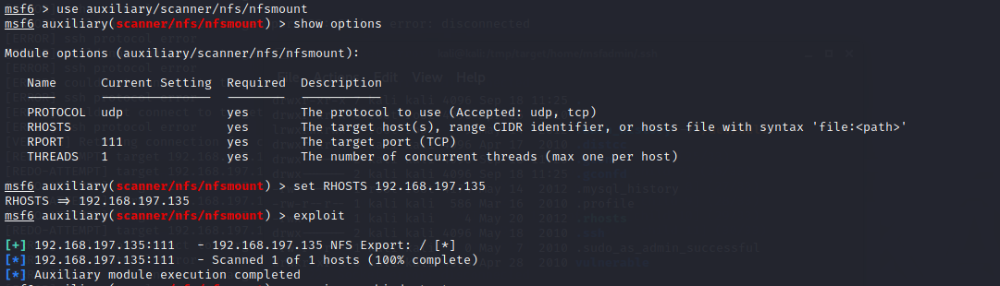 msf6 > use auxiliary/scanner/nfs/nfsmount
msf6 auxiliary(scanner/nfs/nfsmount) > show options
Module options (auxiliary/scanner/nfs/nfsmount):
Name Current Setting Required Description
PROTOCOL udp yes The protocol to use (Accepted: udp, tcp)
RHOSTS yes The target host(s), range CIDR identifier, or hosts file with syntax 'file:<path>'
RPORT 111 yes The target port (TCP)
THREADS 1 yes The number of concurrent threads (max one per host)
msf6 auxiliary(scanner/nfs/nfsmount) > set RHOSTS 192.168.197.135
RHOSTS ⇒ 192.168.197.135
msf6 auxiliary(scanner/nfs/nfsmount) > exploit
[+] 192.168.197.135:111 - 192.168.197.135 NFS Export: / [*]
[*] 192.168.197.135:111 - Scanned 1 of 1 hosts (100% complete)
[*] Auxiliary module execution completed